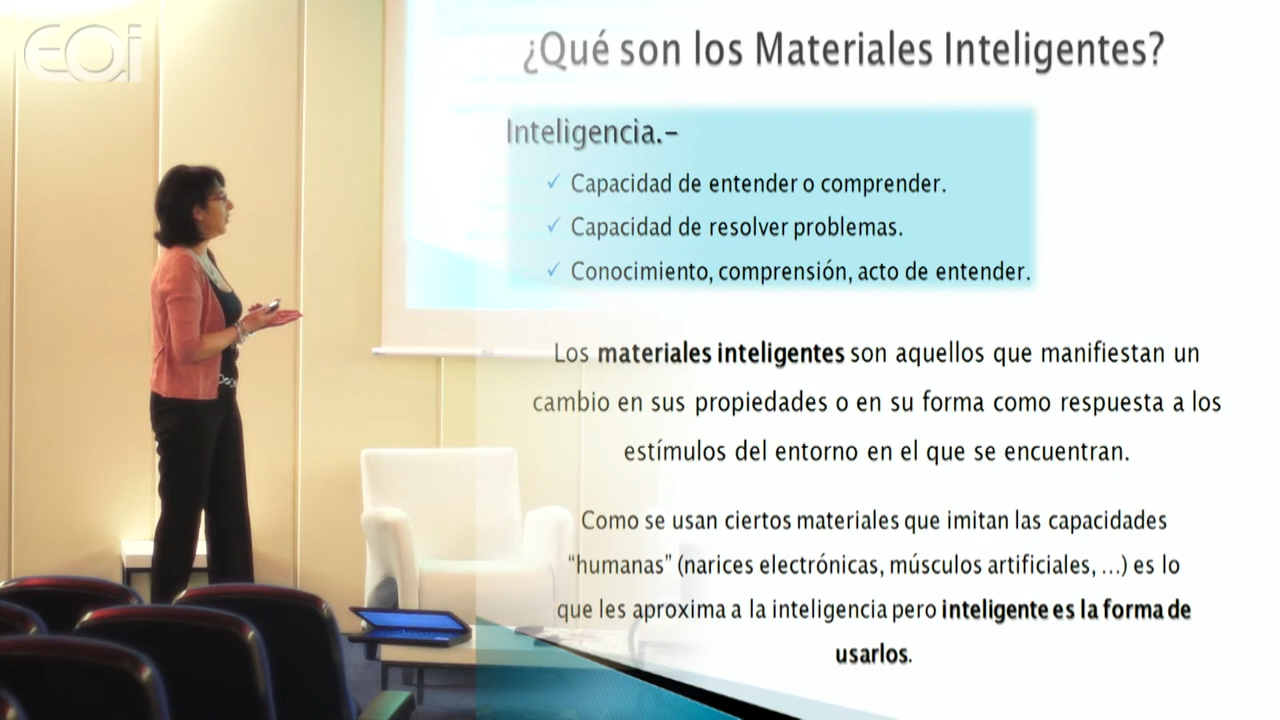 eoi
¿Qué son los Materiales Inteligentes?
Inteligencia.-
✓ Capacidad de entender o comprender.
✓ Capacidad de resolver problemas.
✓ Conocimiento, comprensión, acto de entender.
Los materiales inteligentes son aquellos que manifiestan un
cambio en sus propiedades o en su forma como respuesta a los
estímulos del entorno en el que se encuentran.
Como se usan ciertos materiales que imitan las capacidades
“humanas” (narices electrónicas, músculos artificiales, ...) es lo
que les aproxima a la inteligencia pero inteligente es la forma de
usarlos.